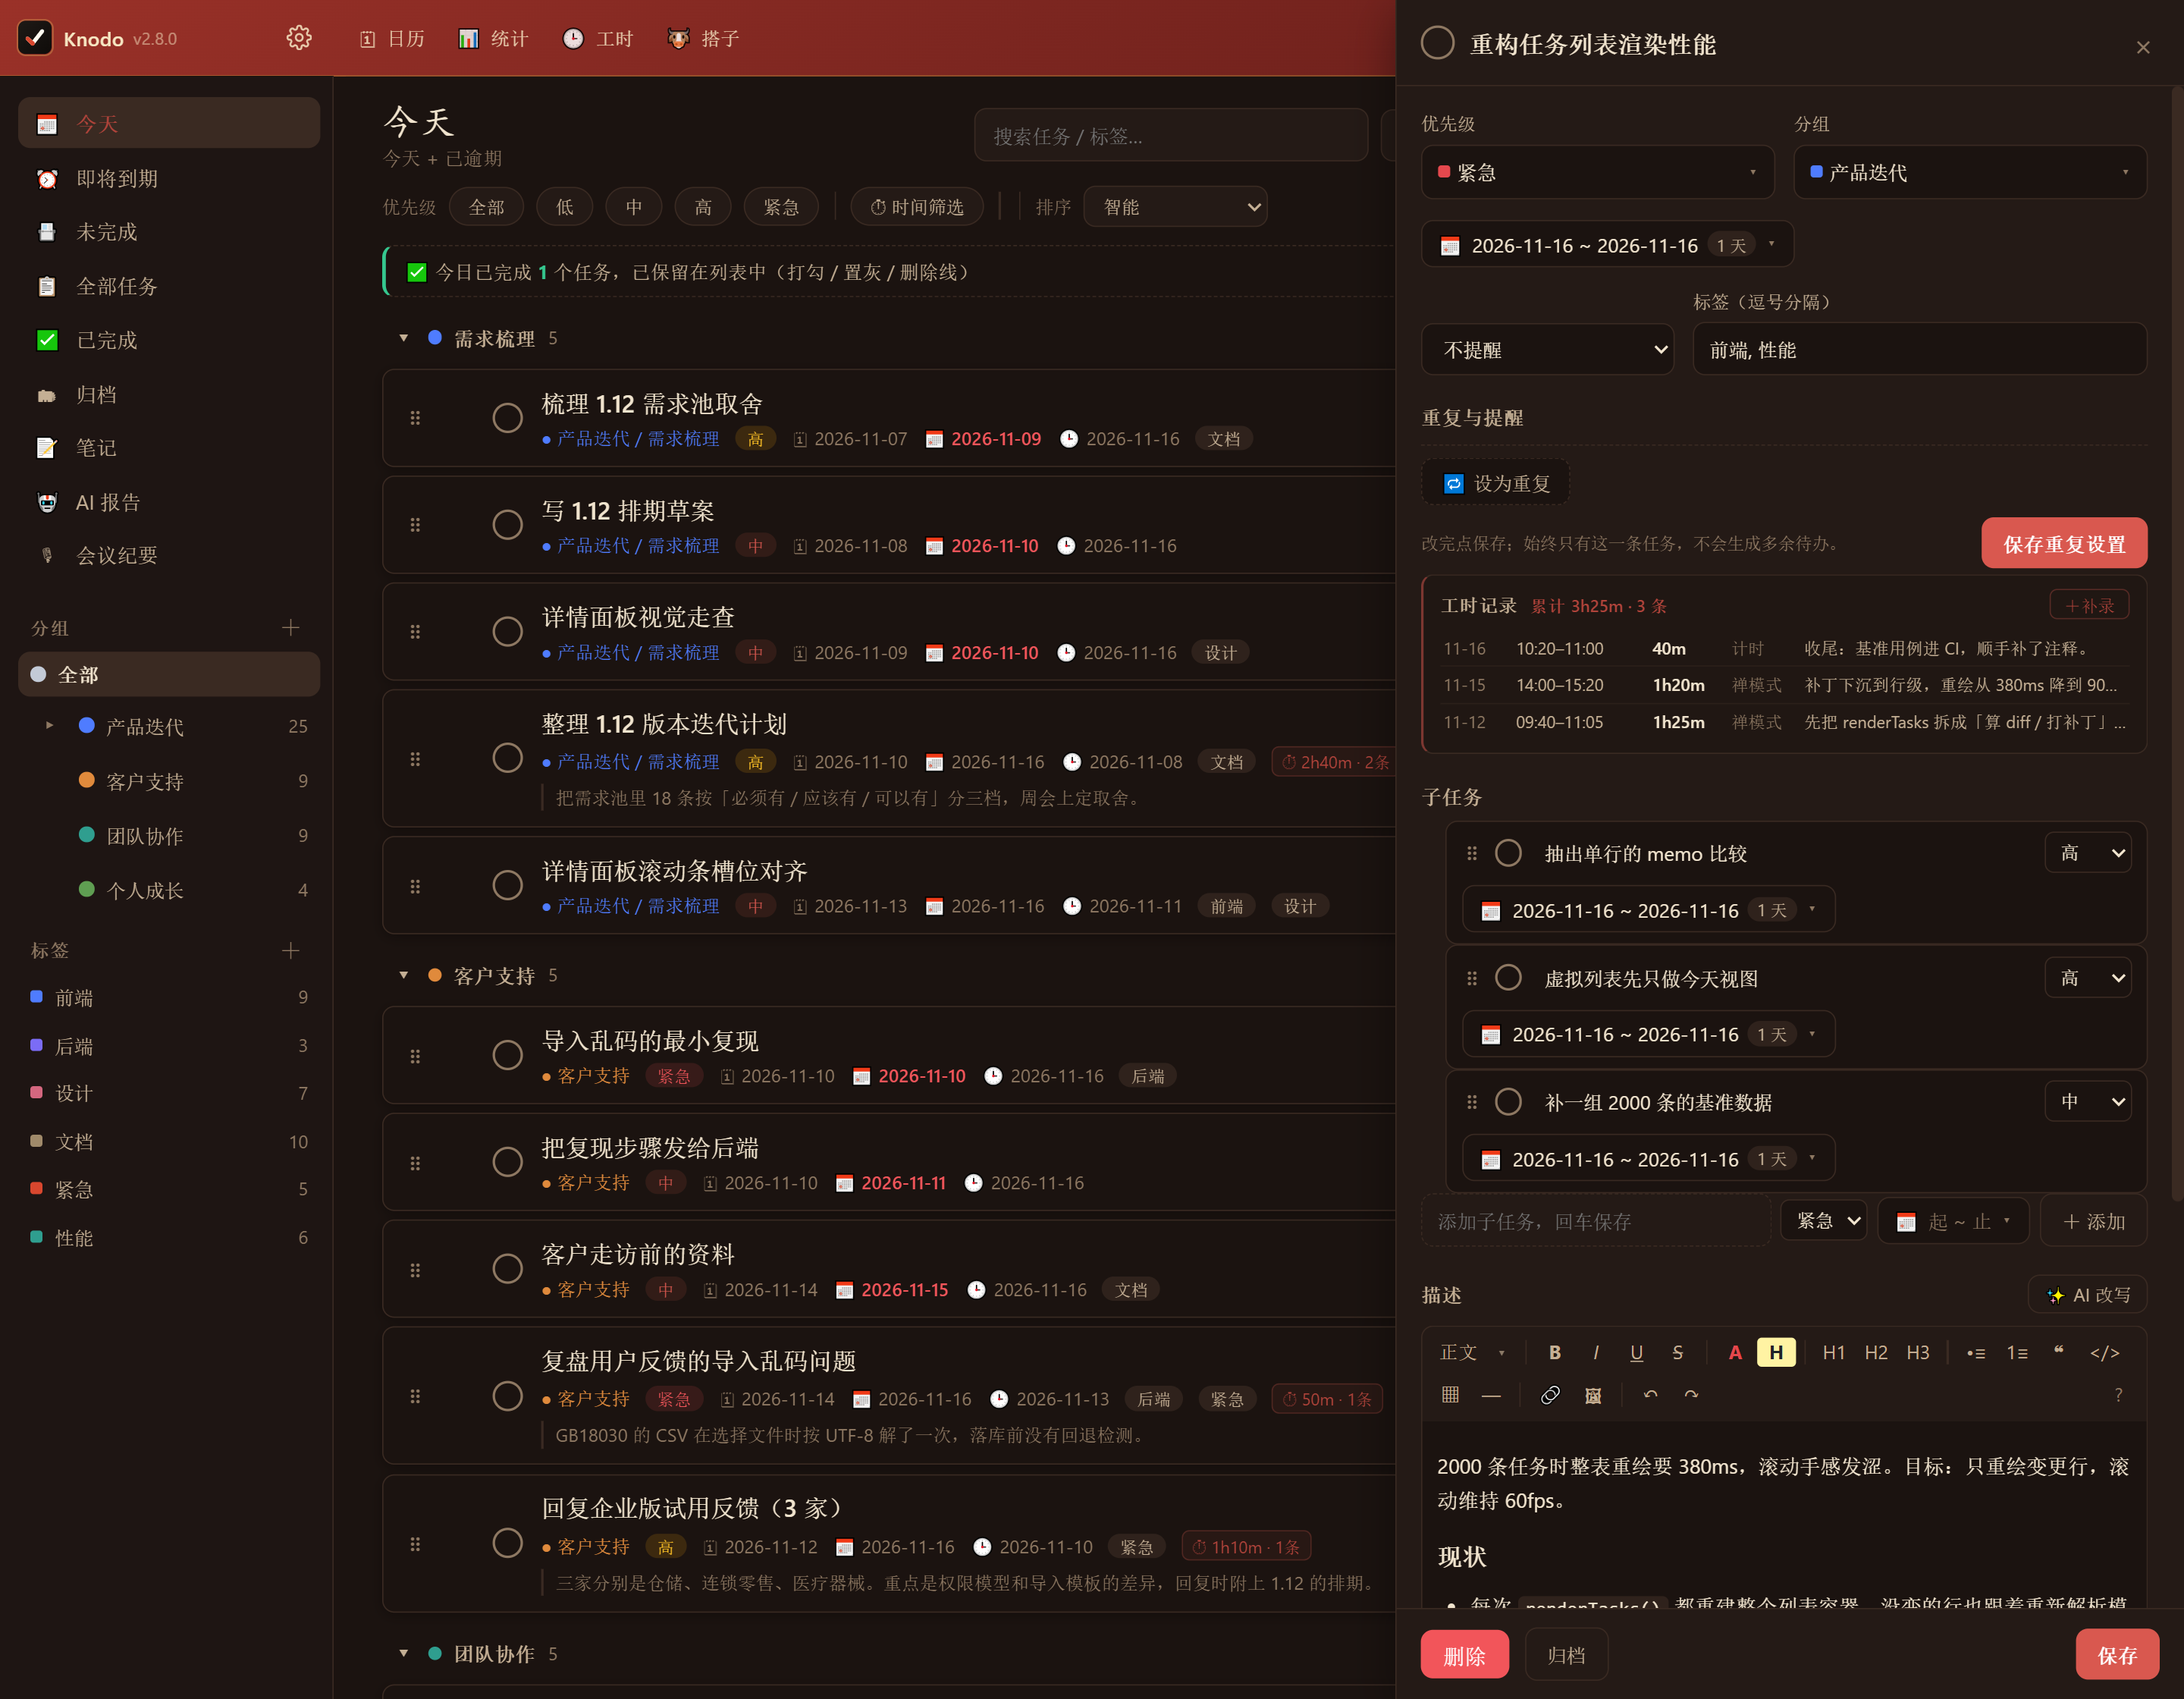 Knodo v2.8.0
日历
统计
工时
搭子
今天
即将到期
未完成
全部任务
已完成
归档
笔记
AI 报告
会议纪要
分组
全部
产品迭代 25
客户支持 9
团队协作 9
个人成长 4
标签
前端 9
后端 3
设计 7
文档 10
紧急 5
性能 6
今天
今天 + 已逾期
搜索任务 / 标签...
优先级 全部 低 中 高 紧急 时间筛选 排序 智能
今日已完成 1 个任务，已保留在列表中（打勾 / 置灰 / 删除线）
需求梳理 5
梳理 1.12 需求池取舍
产品迭代 / 需求梳理 高 2026-11-07 2026-11-09 2026-11-16 文档
写 1.12 排期草案
产品迭代 / 需求梳理 中 2026-11-08 2026-11-10 2026-11-16
详情面板视觉走查
产品迭代 / 需求梳理 中 2026-11-09 2026-11-10 2026-11-16 设计
整理 1.12 版本迭代计划
产品迭代 / 需求梳理 高 2026-11-10 2026-11-16 2026-11-08 文档 2h40m · 2条
把需求池里 18 条按「必须有 / 应该有 / 可以有」分三档，周会上定取舍。
详情面板滚动条槽位对齐
产品迭代 / 需求梳理 中 2026-11-13 2026-11-16 2026-11-11 前端 设计
客户支持 5
导入乱码的最小复现
客户支持 紧急 2026-11-10 2026-11-10 2026-11-16 后端
把复现步骤发给后端
客户支持 中 2026-11-10 2026-11-11 2026-11-16
客户走访前的资料
客户支持 中 2026-11-14 2026-11-15 2026-11-16 文档
复盘用户反馈的导入乱码问题
客户支持 紧急 2026-11-14 2026-11-16 2026-11-13 后端 紧急 50m · 1条
GB18030 的 CSV 在选择文件时按 UTF-8 解了一次，落库前没有回退检测。
回复企业版试用反馈（3 家）
客户支持 高 2026-11-12 2026-11-16 2026-11-10 紧急 1h10m · 1条
三家分别是仓储、连锁零售、医疗器械。重点是权限模型和导入模板的差异，回复时附上 1.12 的排期。
团队协作 5
重构任务列表渲染性能 ×
优先级 分组
紧急 产品迭代
2026-11-16 ~ 2026-11-16 1 天
标签（逗号分隔）
不提醒 前端, 性能
重复与提醒
设为重复
改完点保存；始终只有这一条任务，不会生成多余待办。 保存重复设置
工时记录 累计 3h25m · 3 条 ＋补录
11-16 10:20–11:00 40m 计时 收尾：基准用例进 CI，顺手补了注释。
11-15 14:00–15:20 1h20m 禅模式 补丁下沉到行级，重绘从 380ms 降到 90...
11-12 09:40–11:05 1h25m 禅模式 先把 renderTasks 拆成「算 diff / 打补丁」...
子任务
抽出单行的 memo 比较 高
2026-11-16 ~ 2026-11-16 1 天
虚拟列表先只做今天视图 高
2026-11-16 ~ 2026-11-16 1 天
补一组 2000 条的基准数据 中
2026-11-16 ~ 2026-11-16 1 天
添加子任务，回车保存 紧急 起 ~ 止 ＋ 添加
描述 AI 改写
正文 B I U S A H H1 H2 H3 </>
?
2000 条任务时整表重绘要 380ms，滚动手感发涩。目标：只重绘变更行，滚
动维持 60fps。
现状
每次 renderTasks() 都重建整个列表容器，没变的行也跟着重新解析模
删除 归档 保存